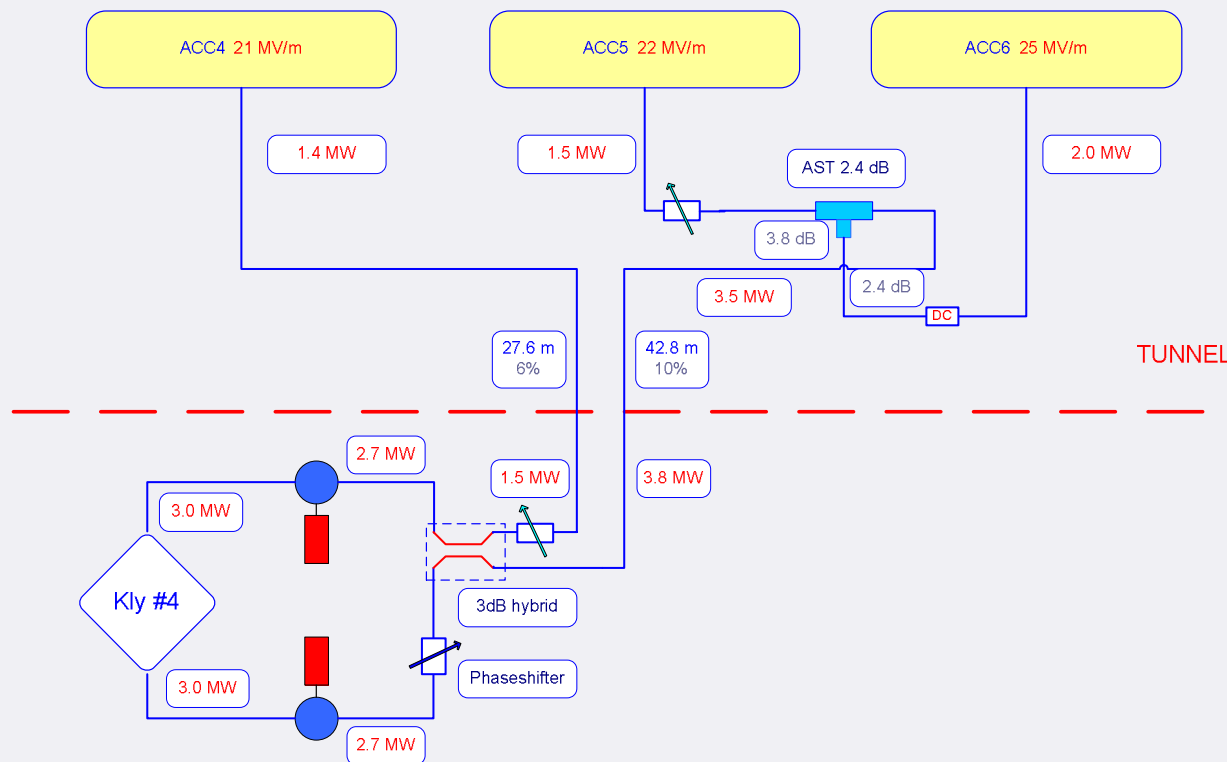 ACC4 21 MV/m
ACC5 22 MV/m
ACC6 25 MV/m
1.4 MW
1.5 MW
AST 2.4 dB
2.0 MW
3.8 dB
2.4 dB
3.5 MW
DC
27.6 m
6%
42.8 m
10%
TUNNEL
2.7 MW
1.5 MW
3.8 MW
3.0 MW
Kly #4
3dB hybrid
Phaseshifter
3.0 MW
2.7 MW